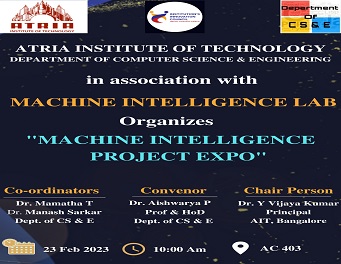 ATRIA
INSTITUTE OF TECHNOLOGY
INSTITUTION'S
INNOVATION
COUNCIL
Department
of
CS&E
ATRIA INSTITUTE OF TECHNOLOGY
DEPARTMENT OF COMPUTER SCIENCE & ENGINEERING
in association with
MACHINE INTELLIGENCE LAB
Organizes
"MACHINE INTELLIGENCE
PROJECT EXPO"
Co-ordinators
Dr. Mamatha T
Dr. Manash Sarkar
Dept. of CS & E
Convenor
Dr. Aishwarya P
Prof & HoD
Dept. of CS & E
Chair Person
Dr. Y Vijaya Kumar
Principal
AIT, Bangalore
23 Feb 2023
10:00 Am
AC 403